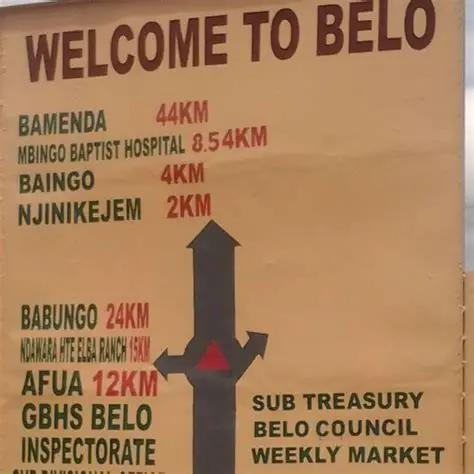 WELCOME TO BELO
BAMENDA 44KM
MBINGO BAPTIST HOSPITAL 8.54KM
BAINGO 4KM
NJINIKEJEM 2KM
BABUNGO 24KM
NDAWARA HTE ELBA RANCH 15KM
AFUA 12KM
GBHS BELO
INSPECTORATE
SUB TREASURY
BELO COUNCIL
WEEKLY MARKET